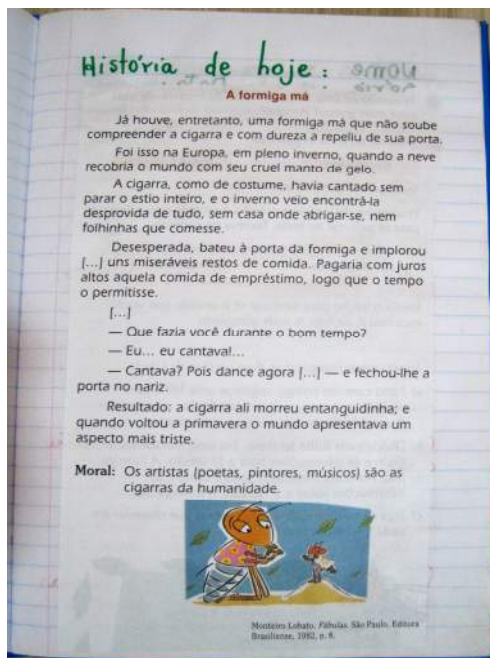 História de hoje:
A formiga má
Já houve, entretanto, uma formiga má que não soube
compreender a cigarra e com dureza a repeliu de sua porta.
Foi isso na Europa, em pleno inverno, quando a neve
recobria o mundo com seu cruel manto de gelo.
A cigarra, como de costume, havia cantado sem
parar o estio inteiro, e o inverno veio encontrá-la
desprovida de tudo, sem casa onde abrigar-se, nem
folhinhas que comesse.
Desesperada, bateu à porta da formiga e implorou
[...] uns miseráveis restos de comida. Pagaria com juros
altos aquela comida de empréstimo, logo que o tempo
o permitisse.
[...]
— Que fazia você durante o bom tempo?
— Eu... eu cantava!...
— Cantava? Pois dance agora [...] — e fechou-lhe a
porta no nariz.
Resultado: a cigarra ali morreu entanguidinha; e
quando voltou a primavera o mundo apresentava um
aspecto mais triste.
Moral: Os artistas (poetas, pintores, músicos) são as
cigarras da humanidade.
Monteiro Lobato. Fábulas. São Paulo, Editora
Brasiliense, 1982, p. 8.